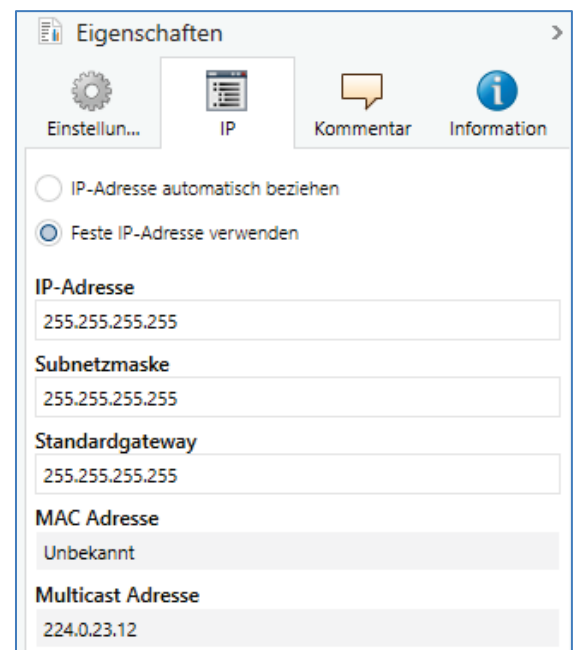 Eigenschaften
Einstellun...
IP
Kommentar
Information
IP-Adresse automatisch beziehen
Feste IP-Adresse verwenden
IP-Adresse
255.255.255.255
Subnetzmaske
255.255.255.255
Standardgateway
255.255.255.255
MAC Adresse
Unbekannt
Multicast Adresse
224.0.23.12